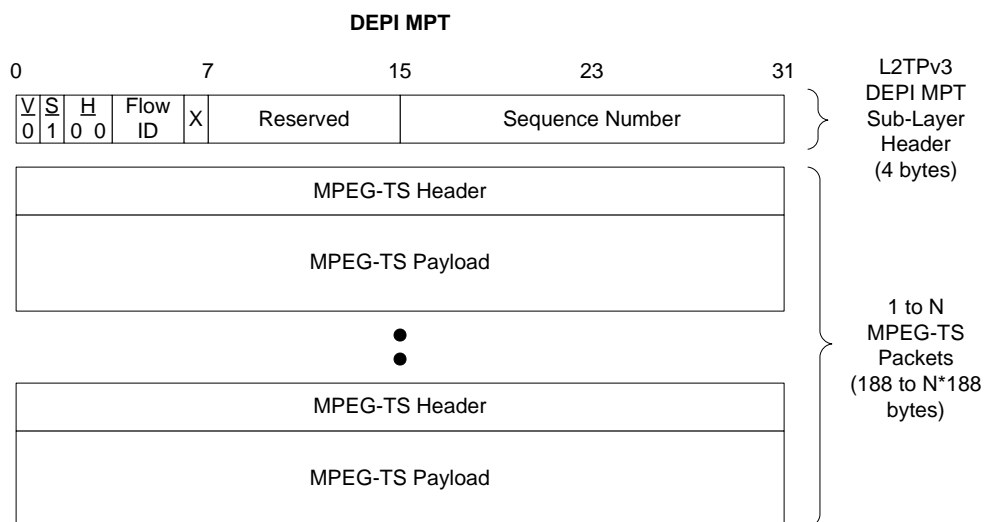 DEPI MPT
0 7 15 23 31
V S H Flow ID X Reserved Sequence Number
0 1 0 0
L2TPv3
DEPI MPT
Sub-Layer
Header
(4 bytes)
MPEG-TS Header
MPEG-TS Payload
MPEG-TS Header
MPEG-TS Payload
1 to N
MPEG-TS
Packets
(188 to N*188
bytes)